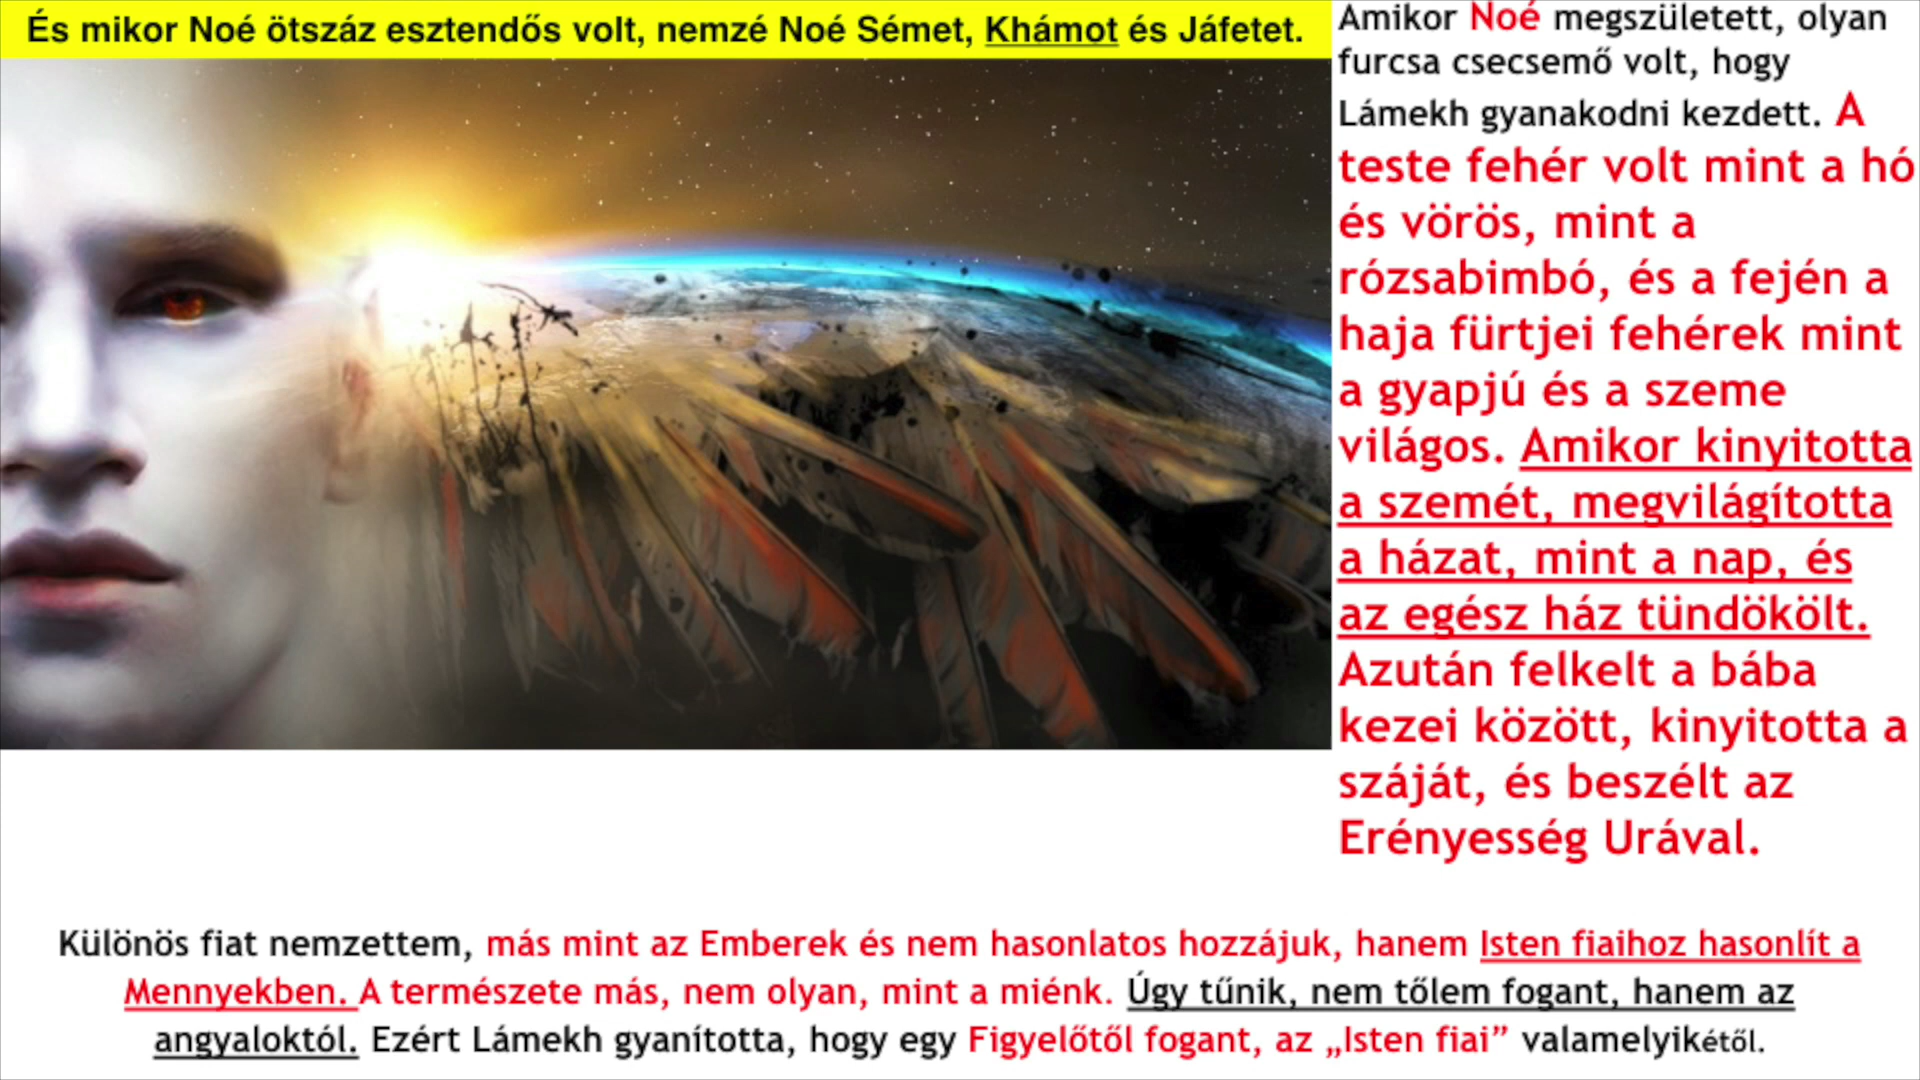 És mikor Noé ötszáz esztendős volt, nemzé Noé Sémet, Khámot és Jáfetet.
Amikor Noé megszületett, olyan
furcsa csecsemő volt, hogy
Lámekh gyanakodni kezdett. A
teste fehér volt mint a hó
és vörös, mint a
rózsabimbó, és a fején a
haja fürtjei fehérek mint
a gyapjú és a szeme
világos. Amikor kinyitotta
a szemét, megvilágította
a házat, mint a nap, és
az egész ház tündökölt.
Azután felkelt a bába
kezei között, kinyitotta a
száját, és beszélt az
Erényesség Urával.
Különös fiat nemzettem, más mint az Emberek és nem hasonlatos hozzájuk, hanem Isten fiaihoz hasonlít a
Mennyekben. A természete más, nem olyan, mint a miénk. Úgy tűnik, nem tőlem fogant, hanem az
angyaloktól. Ezért Lámekh gyanította, hogy egy Figyelőtől fogant, az „Isten fiai” valamelyikétől.